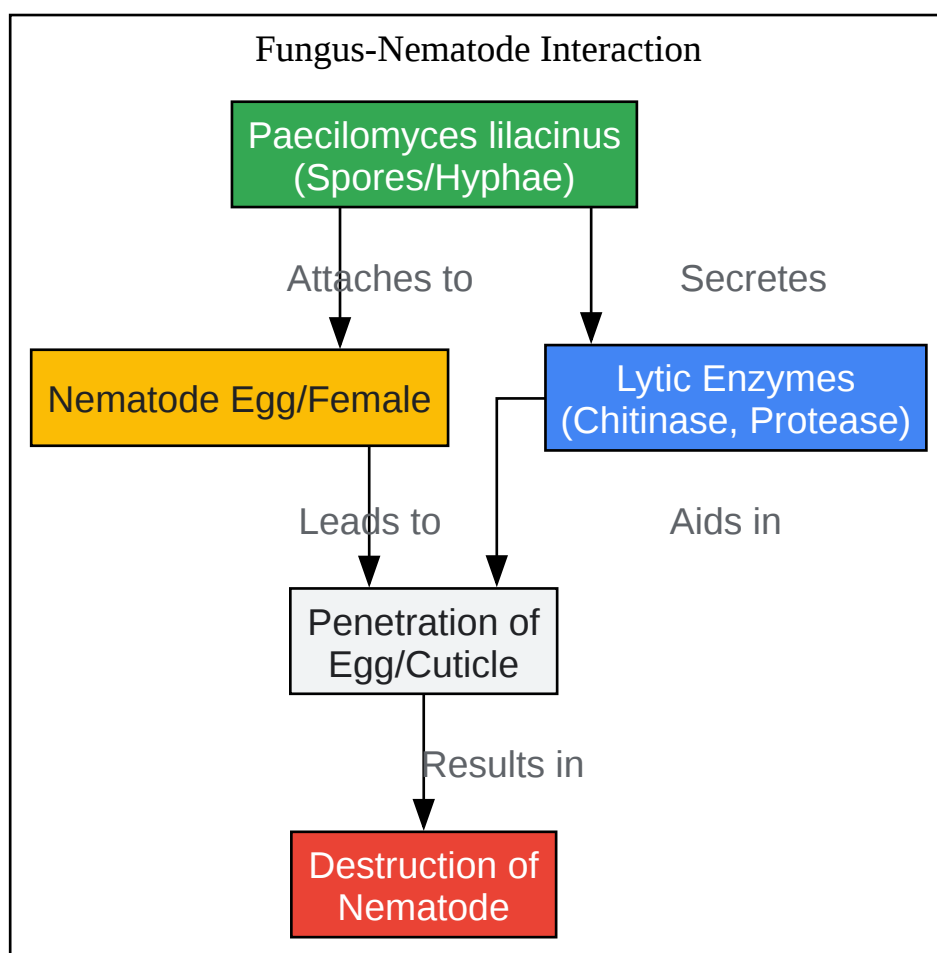 Fungus-Nematode Interaction
Paecilomyces lilacinus
(Spores/Hyphae)
Attaches to
Secretes
Nematode Egg/Female
Lytic Enzymes
(Chitinase, Protease)
Leads to
Aids in
Penetration of
Egg/Cuticle
Results in
Destruction of
Nematode